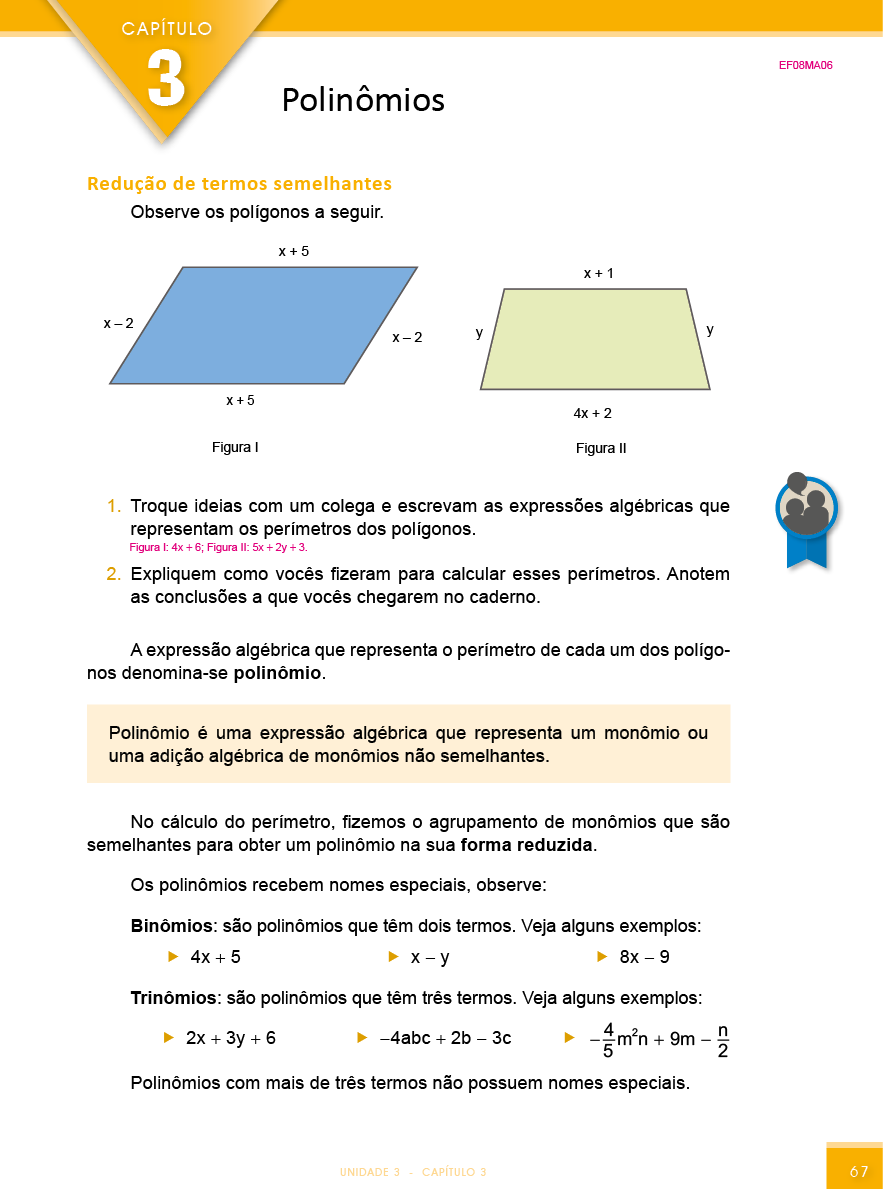 CAPÍTULO
3
EF08MA06
Polinômios
Redução de termos semelhantes
Observe os polígonos a seguir.
x + 5
x – 2
x – 2
x + 5
Figura I
x + 1
y
y
4x + 2
Figura II
1. Troque ideias com um colega e escrevam as expressões algébricas que
representam os perímetros dos polígonos.
Figura I: 4x + 6; Figura II: 5x + 2y + 3.
2. Expliquem como vocês fizeram para calcular esses perímetros. Anotem
as conclusões a que vocês chegarem no caderno.
A expressão algébrica que representa o perímetro de cada um dos polígo-
nos denomina-se polinômio.
Polinômio é uma expressão algébrica que representa um monômio ou
uma adição algébrica de monômios não semelhantes.
No cálculo do perímetro, fizemos o agrupamento de monômios que são
semelhantes para obter um polinômio na sua forma reduzida.
Os polinômios recebem nomes especiais, observe:
Binômios: são polinômios que têm dois termos. Veja alguns exemplos:
4x + 5 x – y 8x – 9
Trinômios: são polinômios que têm três termos. Veja alguns exemplos:
2x + 3y + 6 –4abc + 2b – 3c –4/5m²n + 9m – n/2
Polinômios com mais de três termos não possuem nomes especiais.
UNIDADE 3 - CAPÍTULO 3
67